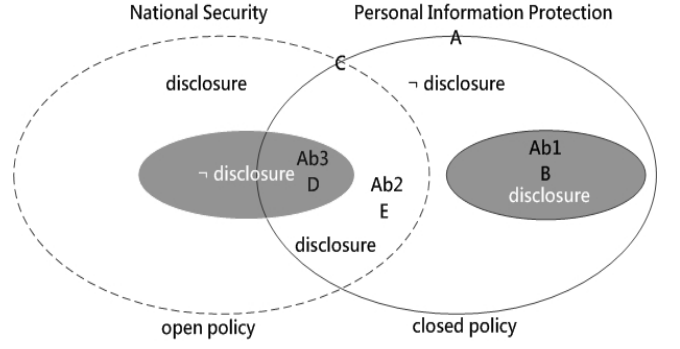 National Security
Personal Information Protection
A
C
disclosure
¬ disclosure
Ab3
¬ disclosure
D
Ab2
E
disclosure
Ab1
B
disclosure
open policy
closed policy